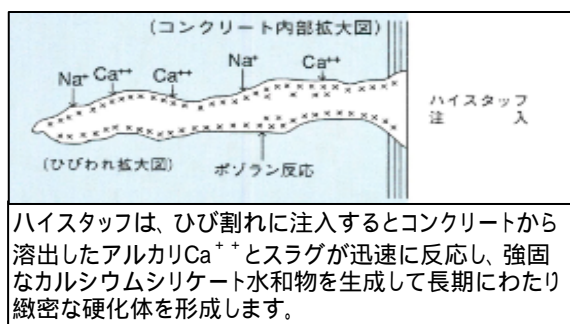 (コンクリート内部拡大図)
Na⁺ Ca⁺⁺ Ca⁺⁺ Na⁺ Ca⁺⁺
ハイスタッフ
注 入
(ひびわれ拡大図) ポゾラン反応
ハイスタッフは、ひび割れに注入するとコンクリートから
溶出したアルカリCa⁺⁺とスラグが迅速に反応し、強固
なカルシウムシリケート水和物を生成して長期にわたり
緻密な硬化体を形成します。